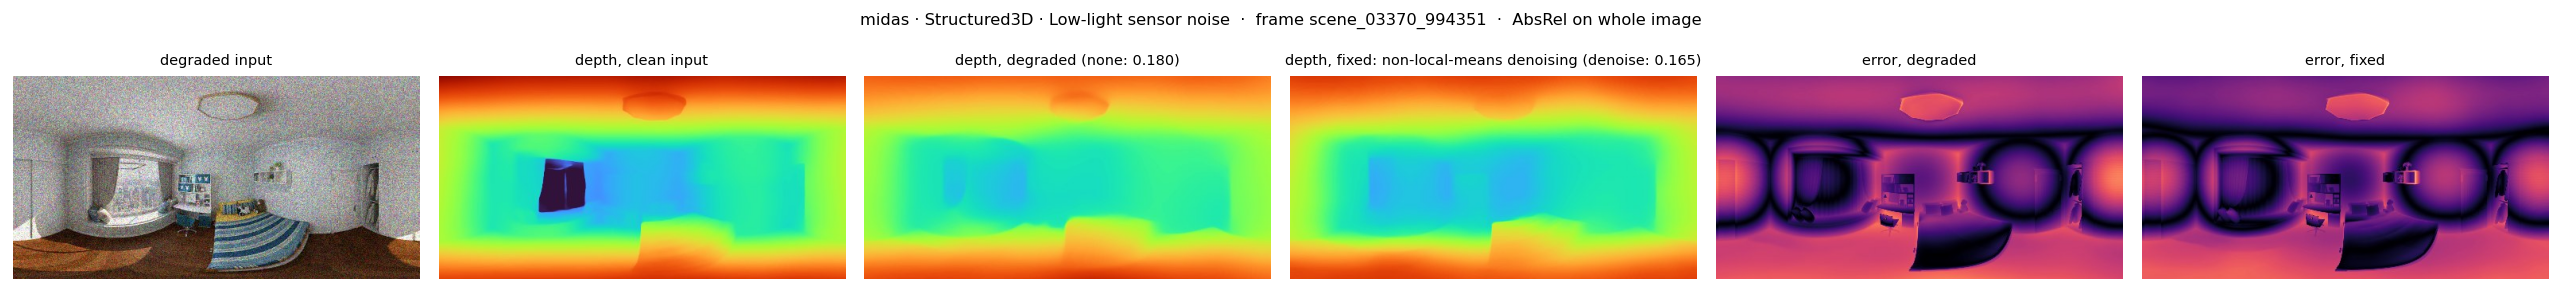 midas · Structured3D · Low-light sensor noise · frame scene_03370_994351 · AbsRel on whole image
degraded input
depth, clean input
depth, degraded (none: 0.180)
depth, fixed: non-local-means denoising (denoise: 0.165)
error, degraded
error, fixed